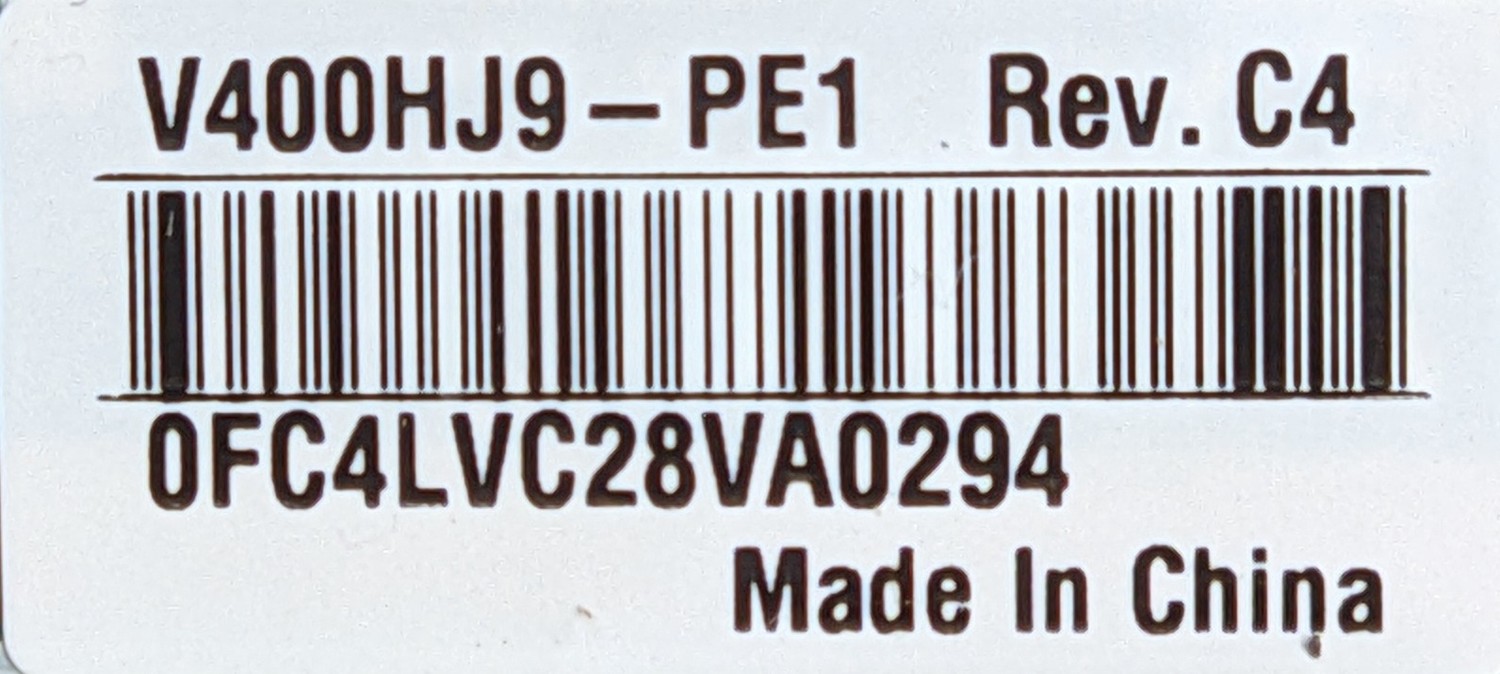 V400HJ9-PE1 Rev. C4
0FC4LVC28VA0294
Made In China